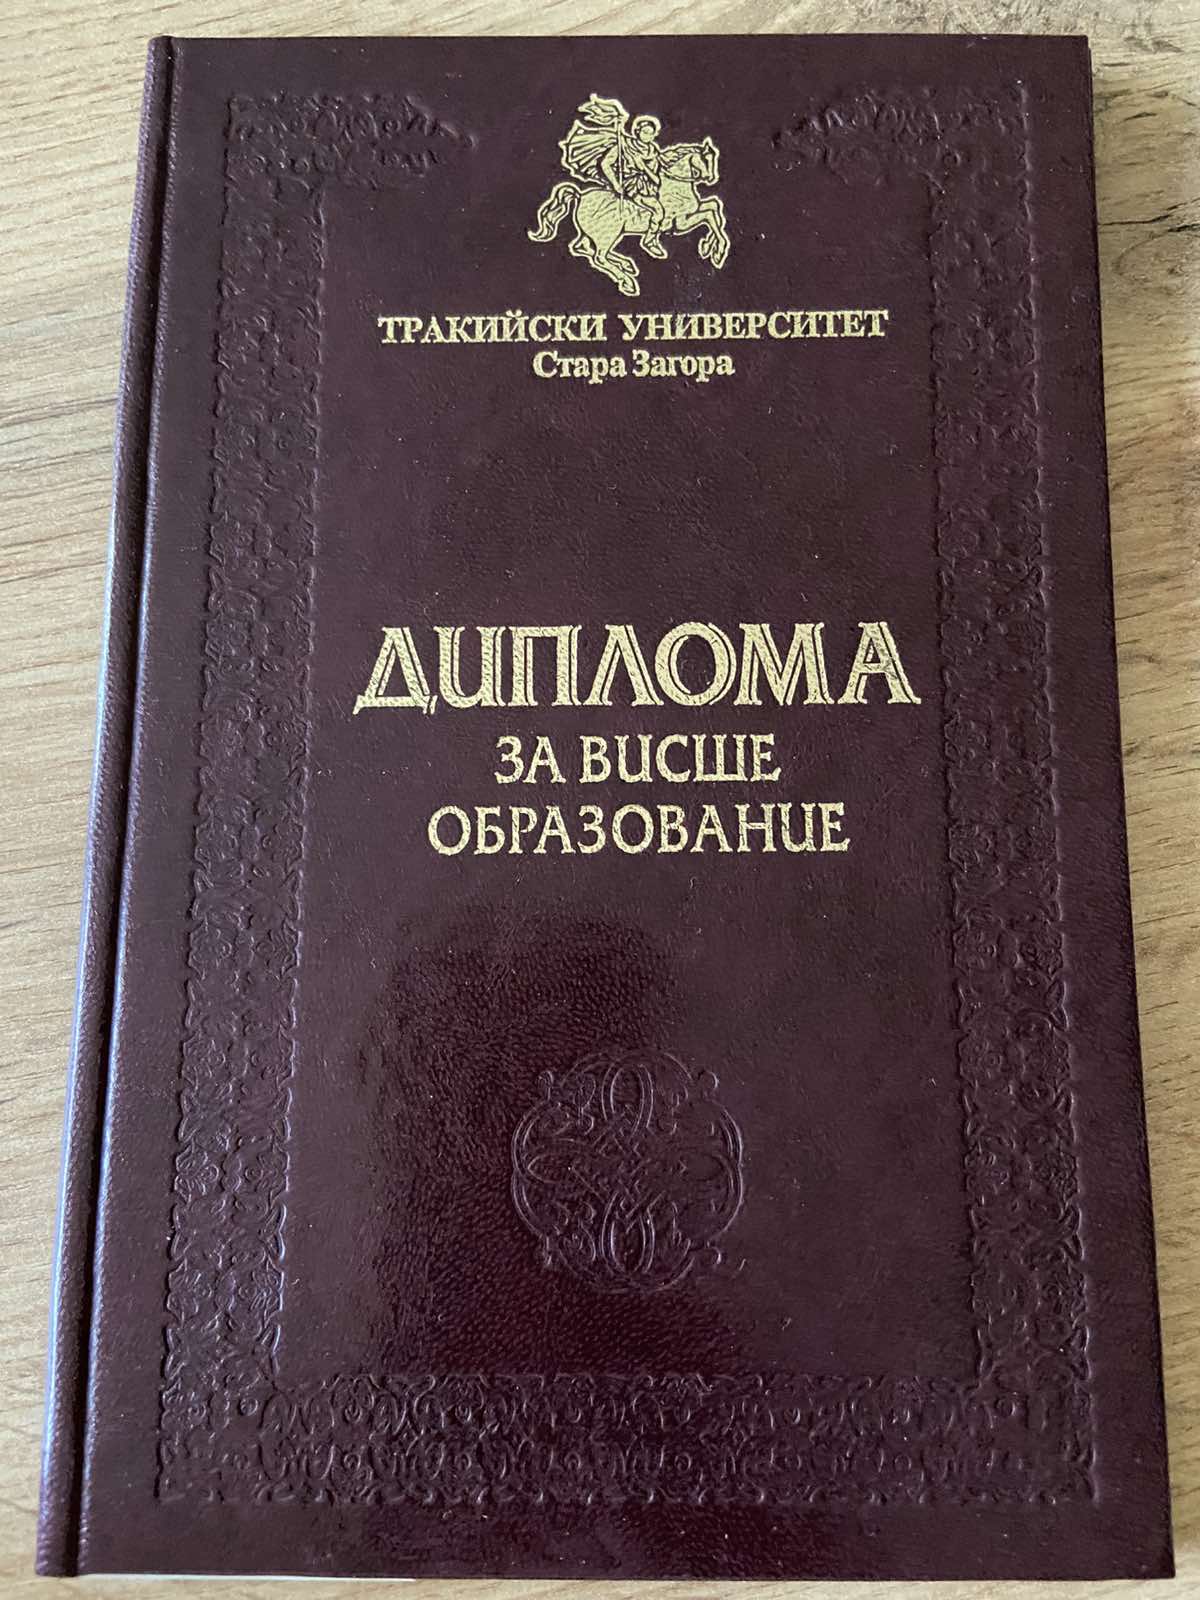 ТРАКИЙСКИ УНИВЕРСИТЕТ
Стара Загора
ДИПЛОМА
ЗА ВИСШЕ
ОБРАЗОВАНИЕ